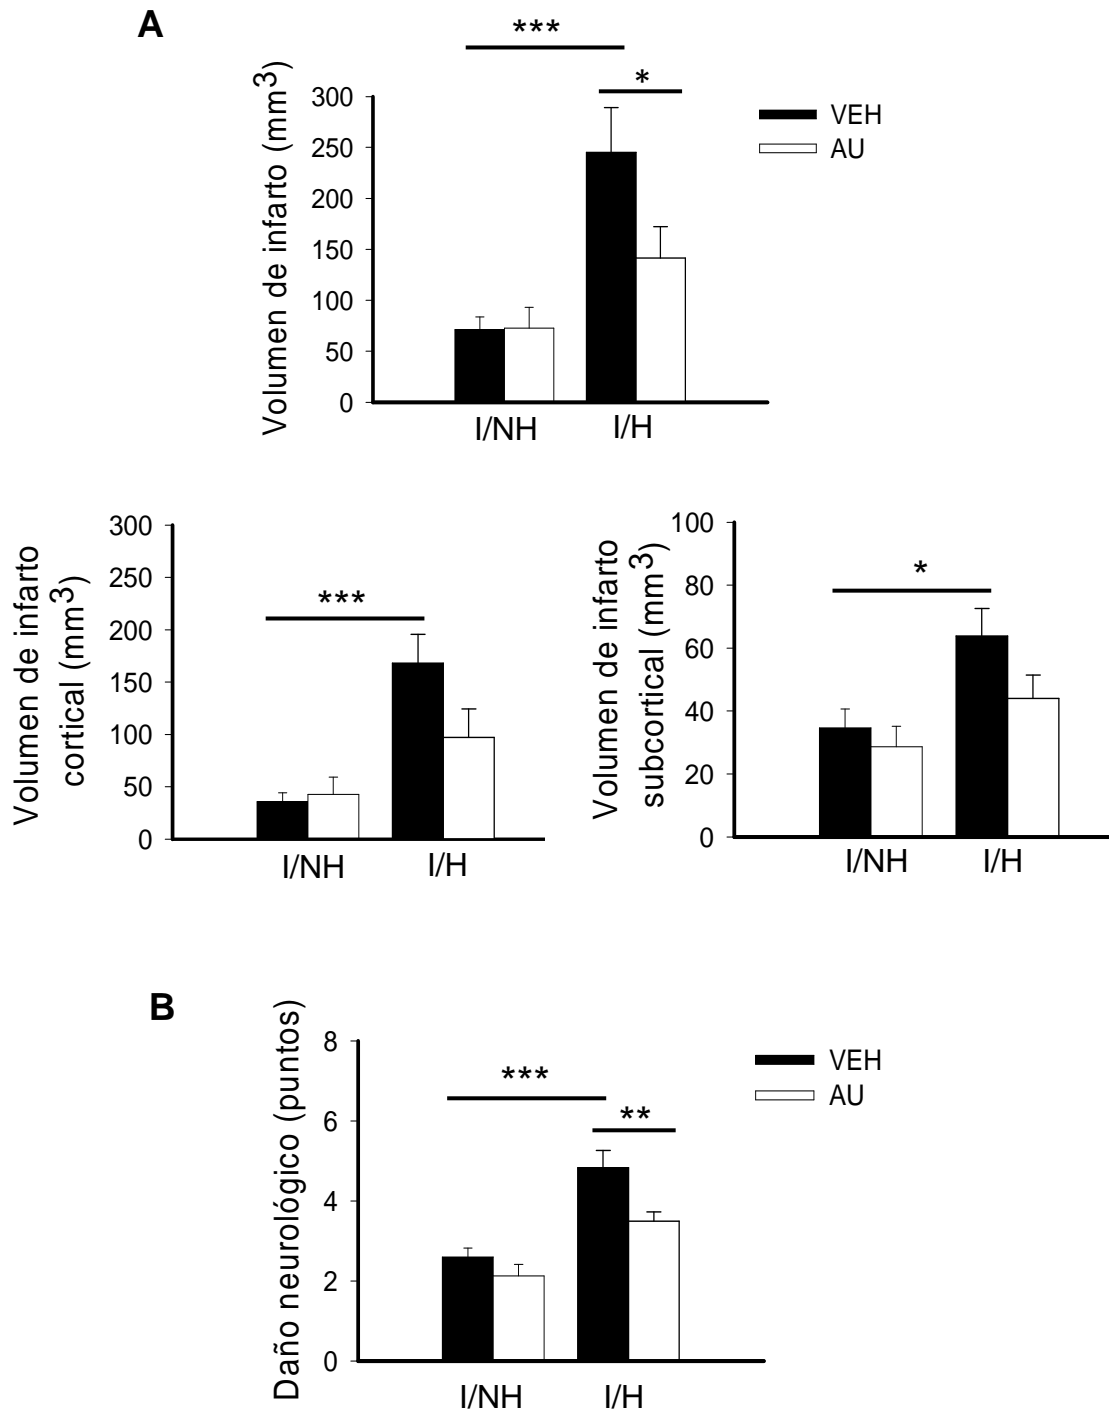 A
***
*
Volumen de infarto (mm3)
300
250
200
150
100
50
0
I/NH
I/H
VEH
AU
Volumen de infarto
cortical (mm3)
300
250
200
150
100
50
0
***
I/NH
I/H
Volumen de infarto
subcortical (mm3)
100
80
60
40
20
0
*
I/NH
I/H
B
Daño neurológico (puntos)
8
6
4
2
0
***
**
I/NH
I/H
VEH
AU